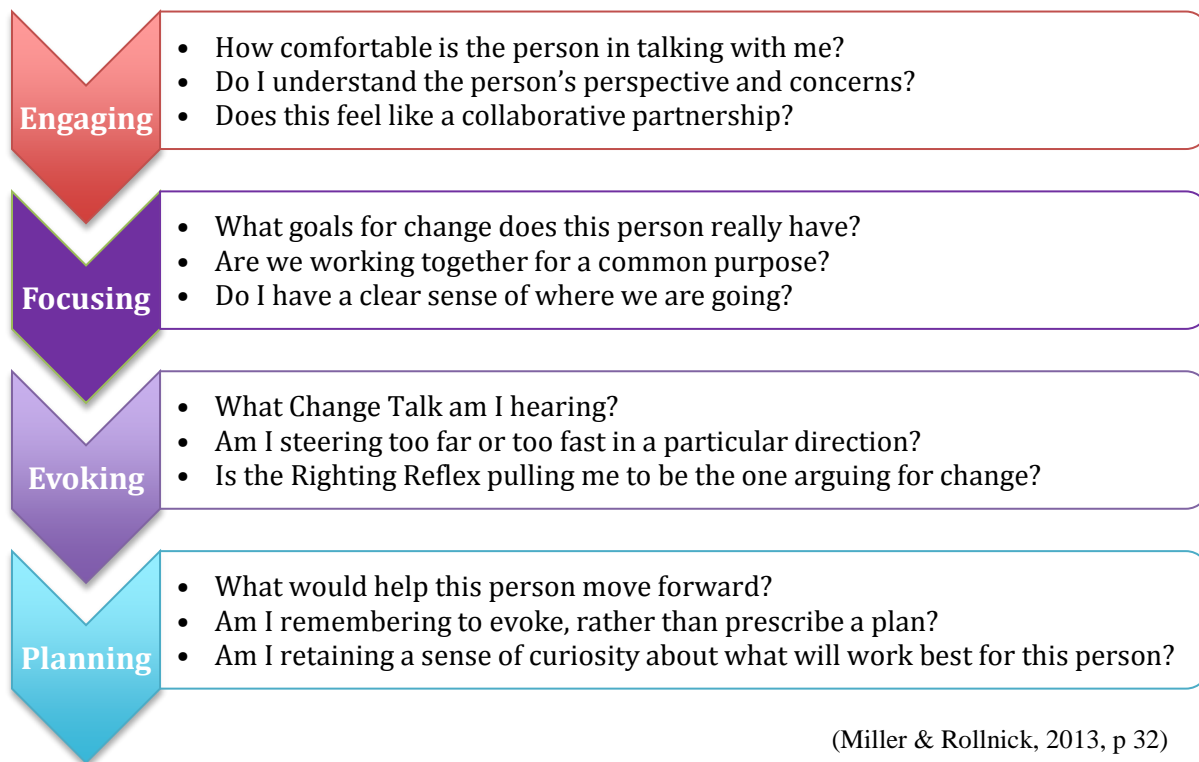 Engaging
• How comfortable is the person in talking with me?
• Do I understand the person’s perspective and concerns?
• Does this feel like a collaborative partnership?
Focusing
• What goals for change does this person really have?
• Are we working together for a common purpose?
• Do I have a clear sense of where we are going?
Evoking
• What Change Talk am I hearing?
• Am I steering too far or too fast in a particular direction?
• Is the Righting Reflex pulling me to be the one arguing for change?
Planning
• What would help this person move forward?
• Am I remembering to evoke, rather than prescribe a plan?
• Am I retaining a sense of curiosity about what will work best for this person?
(Miller & Rollnick, 2013, p 32)